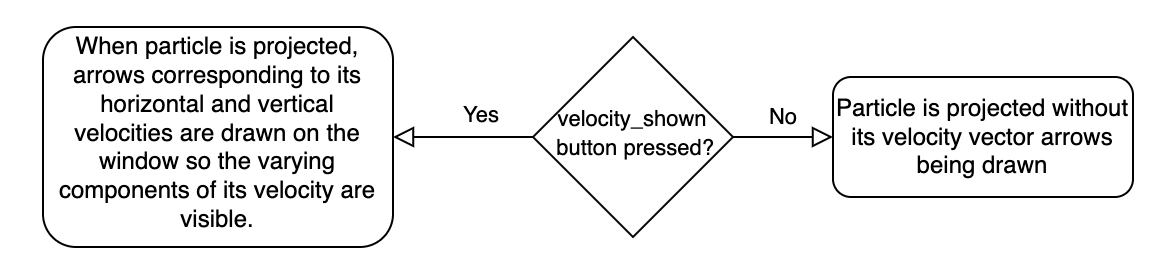 When particle is projected,
arrows corresponding to its
horizontal and vertical
velocities are drawn on the
window so the varying
components of its velocity are
visible.
Yes
velocity_shown
button pressed?
No
Particle is projected without
its velocity vector arrows
being drawn